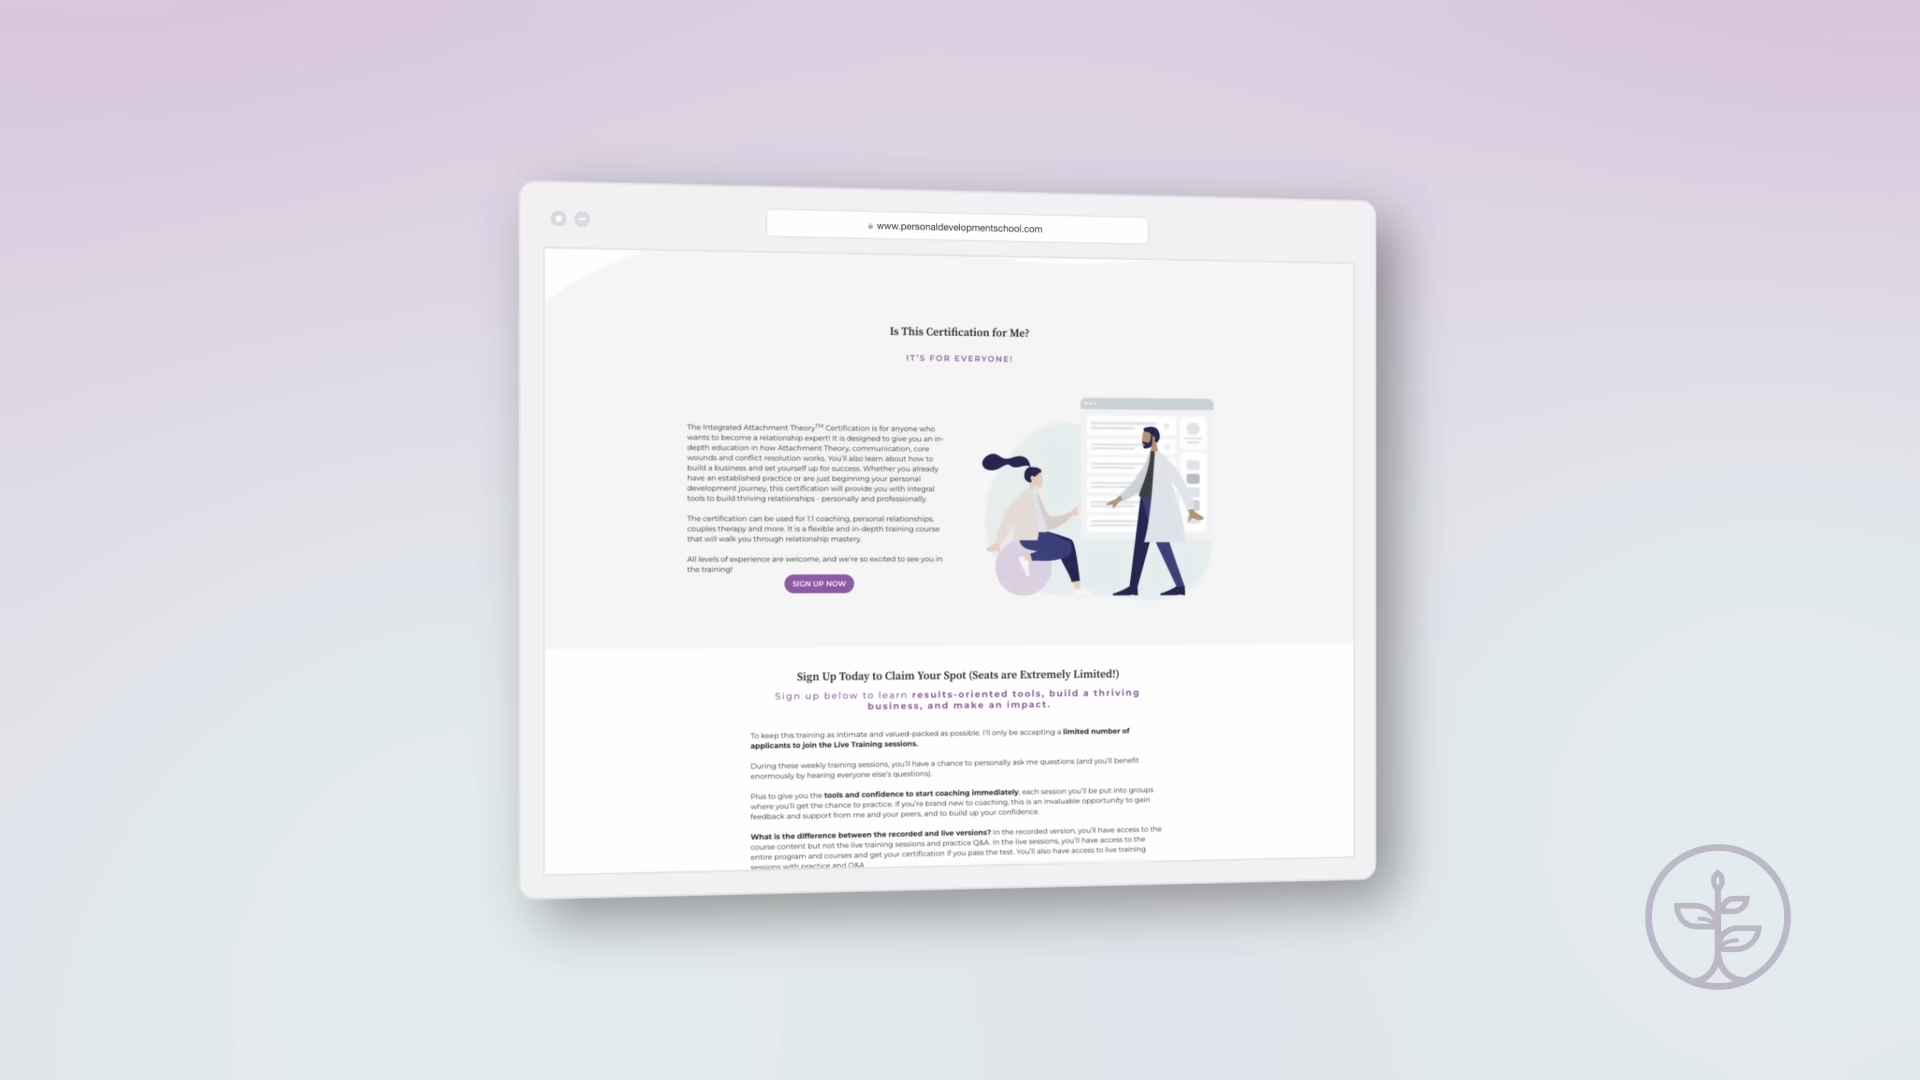 www.personaldevelopmentschool.com
Is This Certification for Me?
IT'S FOR EVERYONE!
The Integrated Attachment Theory™ Certification is for anyone who
wants to become a relationship expert! It is designed to give you an in-
depth education in how Attachment Theory, communication, core
wounds and conflict resolution works. You'll also learn about how to
build a business and set yourself up for success. Whether you already
have an established practice or are just beginning your personal
development journey, this certification will provide you with integral
tools to build thriving relationships - personally and professionally.
The certification can be used for 1:1 coaching, personal relationships,
couples therapy and more. It is a flexible and in-depth training course
that will walk you through relationship mastery.
All levels of experience are welcome, and we're so excited to see you in
the training!
SIGN UP NOW
Sign Up Today to Claim Your Spot (Seats are Extremely Limited!)
Sign up below to learn results-oriented tools, build a thriving
business, and make an impact.
To keep this training as intimate and valued-packed as possible, I'll only be accepting a limited number of
applicants to join the Live Training sessions.
During these weekly training sessions, you'll have a chance to personally ask me questions (and you'll benefit
enormously by hearing everyone else's questions).
Plus to give you the tools and confidence to start coaching immediately, each session you'll be put into groups
where you'll get the chance to practice. If you're brand new to coaching, this is an invaluable opportunity to gain
feedback and support from me and your peers, and to build up your confidence.
What is the difference between the recorded and live versions? In the recorded version, you'll have access to the
course content but not the live training sessions and practice Q&A. In the live sessions, you'll have access to the
entire program and courses and get your certification if you pass the test. You'll also have access to live training
sessions with practice and Q&A.